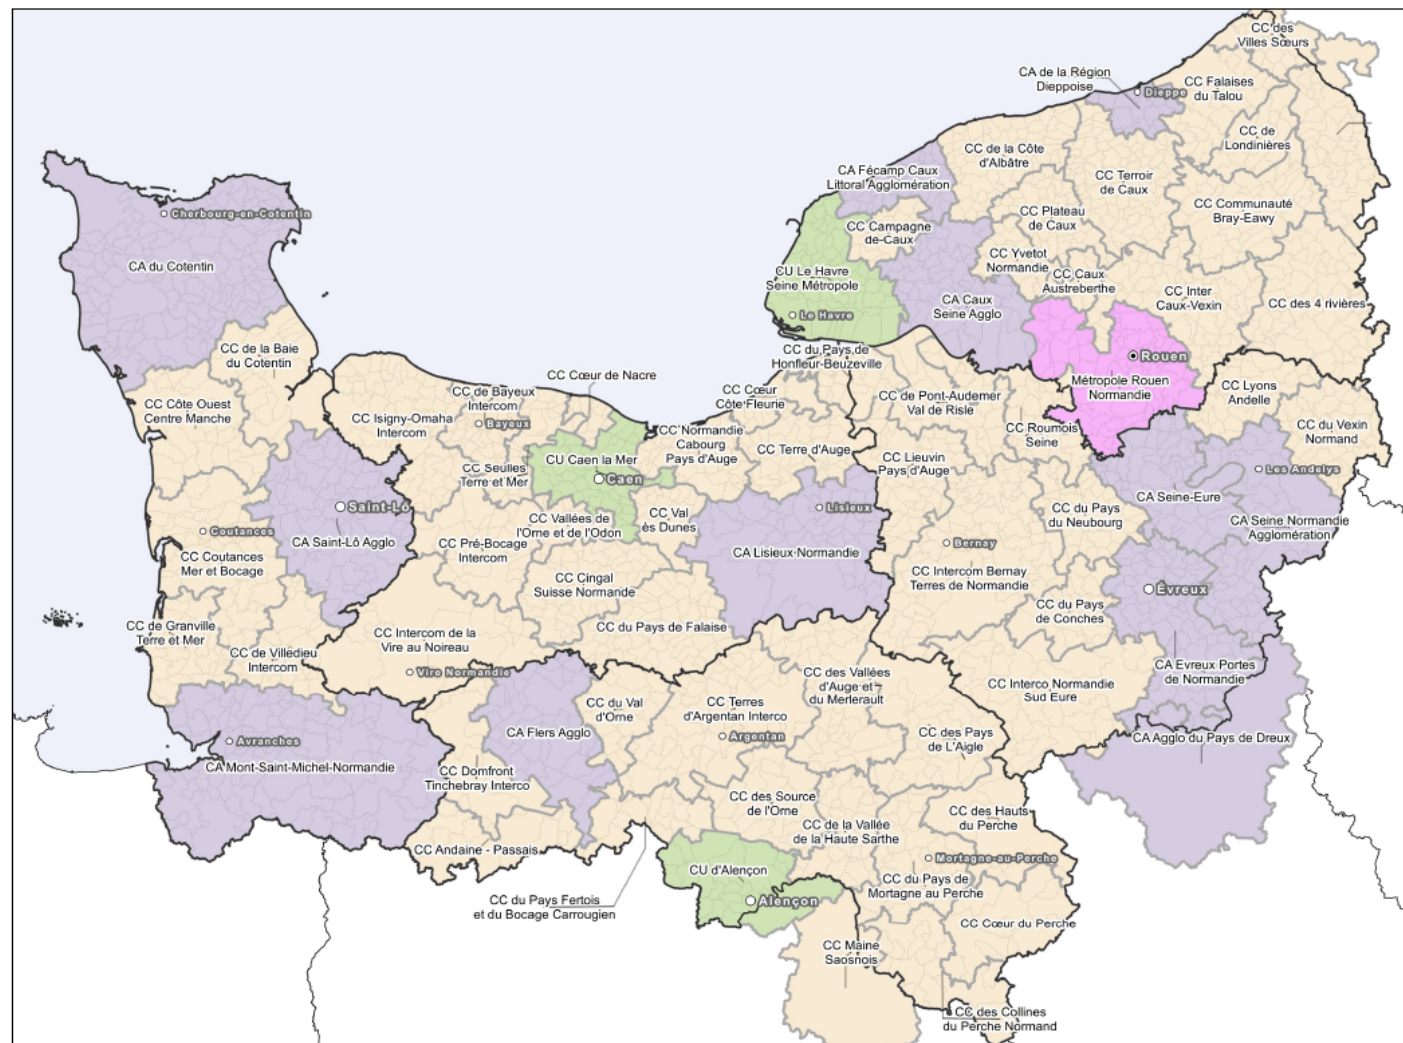 CC des
Villes Sœurs
CA de la Région
Dieppoise
Dieppe
CC Falaises
du Talou
CC de
Londinières
CC de la Côte
d'Albâtre
CA Fécamp Caux
Littoral Agglomération
CC Terroir
de Caux
CC Communauté
Bray-Eawy
CC Plateau
de Caux
CC Campagne
de-Caux
Cherbourg-en-Cotentin
CA du Cotentin
CC Yvetot
Normandie
CU Le Havre
Seine Métropole
CC Caux
Austreberthe
CC Inter
Caux-Vexin
CC des 4 rivières
CA Caux
Seine Agglo
Le Havre
CC de la Baie
du Cotentin
CC du Pays de
Honfleur-Beuzeville
Rouen
Métropole Rouen
Normandie
CC Cœur de Nacre
CC Lyons
Andelle
CC Côte Ouest
Centre Manche
CC de Bayeux
Intercom
CC Cœur
Côte Fleurie
CC de Pont-Audemer
Val de Risle
CC Isigny-Omaha
Intercom
Bayeux
CC Roumois
Seine
CC du Vexin
Normand
CC Normandie
Cabourg
Pays d'Auge
CC Terre d'Auge
CC Lieuvin
Pays d'Auge
CU Caen la Mer
Caen
CC Seulles
Terre et Mer
Les Andelys
CA Seine-Eure
Saint-Lô
Lisieux
CC du Pays
du Neubourg
CA Seine Normandie
Agglomération
CC Vallées de
l'Orne et de l'Odon
CC Val
ès Dunes
Coutances
CA Saint-Lô Agglo
CC Pré-Bocage
Intercom
CA Lisieux Normandie
Bernay
CC Coutances
Mer et Bocage
CC Intercom Bernay
Terres de Normandie
CC Cingal
Suisse Normande
Évreux
CC du Pays
de Conches
CC de Granville
Terre et Mer
CC du Pays de Falaise
CC Intercom de la
Vire au Noireau
CC de Villedieu
Intercom
Vire Normandie
CA Evreux Portes
de Normandie
CC des Vallées
d'Auge et
du Merlerault
CC Interco Normandie
Sud Eure
CC du Val
d'Orne
CC Terres
d'Argentan Interco
Argentan
CA Flers Agglo
CC des Pays
de L'Aigle
CA Agglo du Pays de Dreux
Avranches
CA Mont-Saint-Michel-Normandie
CC Domfront
Tinchebray Interco
CC des Source
de l'Orne
CC des Hauts
du Perche
CC de la Vallée
de la Haute Sarthe
CC Andaine - Passais
Mortagne-au-Perche
CU d'Alençon
CC du Pays de
Mortagne au Perche
Alençon
CC du Pays Fertois
et du Bocage Carrougien
CC Cœur du Perche
CC Maine
Saosnois
CC des Collines
du Perche Normand